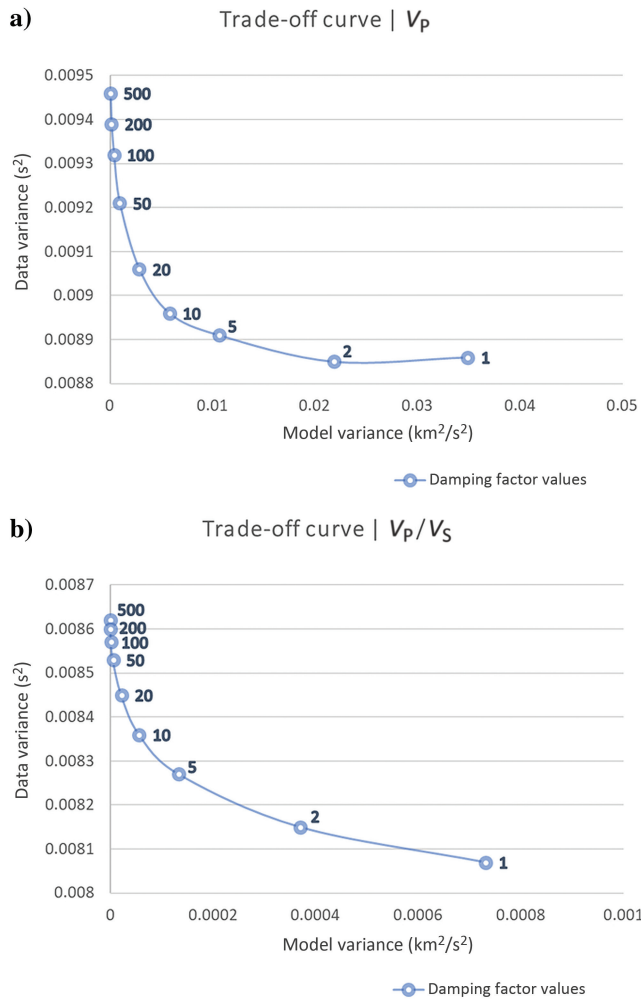 a)
Trade-off curve | VP
0.0095
0.0094
0.0093
0.0092
0.0091
0.009
0.0089
0.0088
Data variance (s²)
500
200
100
50
20
10
5
2
1
0 0.01 0.02 0.03 0.04 0.05
Model variance (km²/s²)
Damping factor values
b)
Trade-off curve | VP/VS
0.0087
0.0086
0.0085
0.0084
0.0083
0.0082
0.0081
0.008
Data variance (s²)
500
200
100
50
20
10
5
2
1
0 0.0002 0.0004 0.0006 0.0008 0.001
Model variance (km²/s²)
Damping factor values